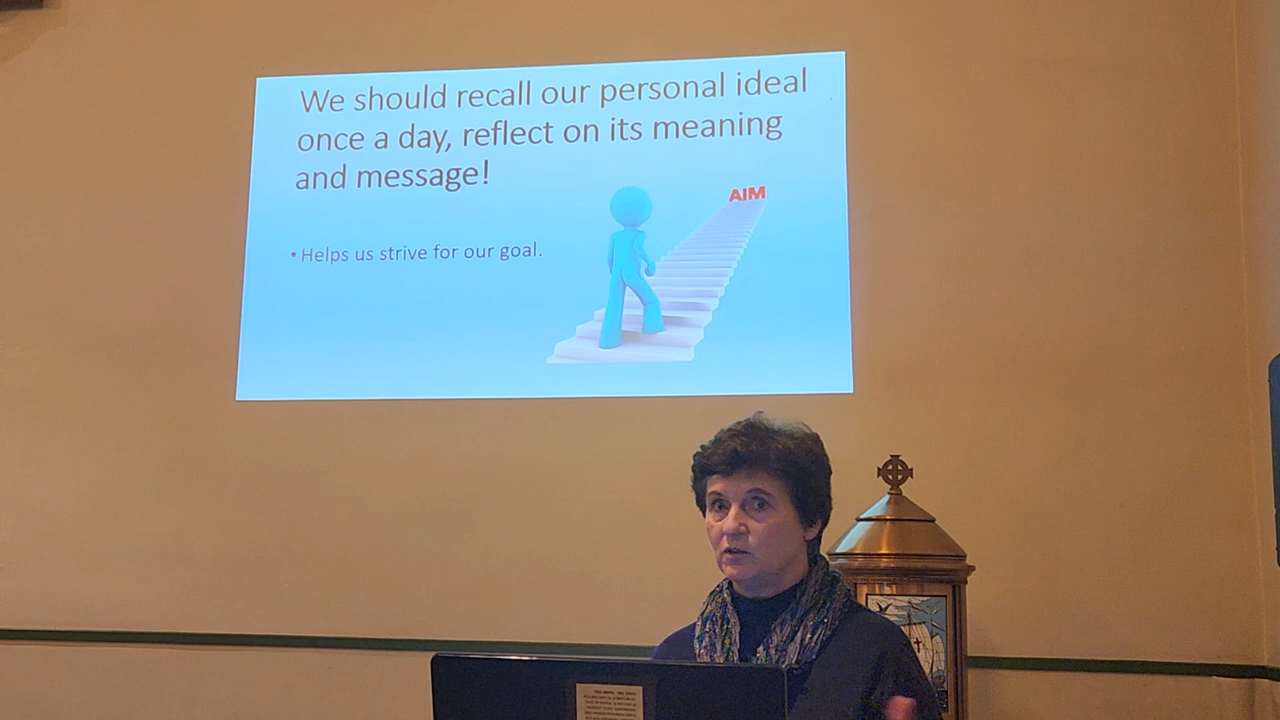 We should recall our personal ideal
once a day, reflect on its meaning
and message!
AIM
• Helps us strive for our goal.